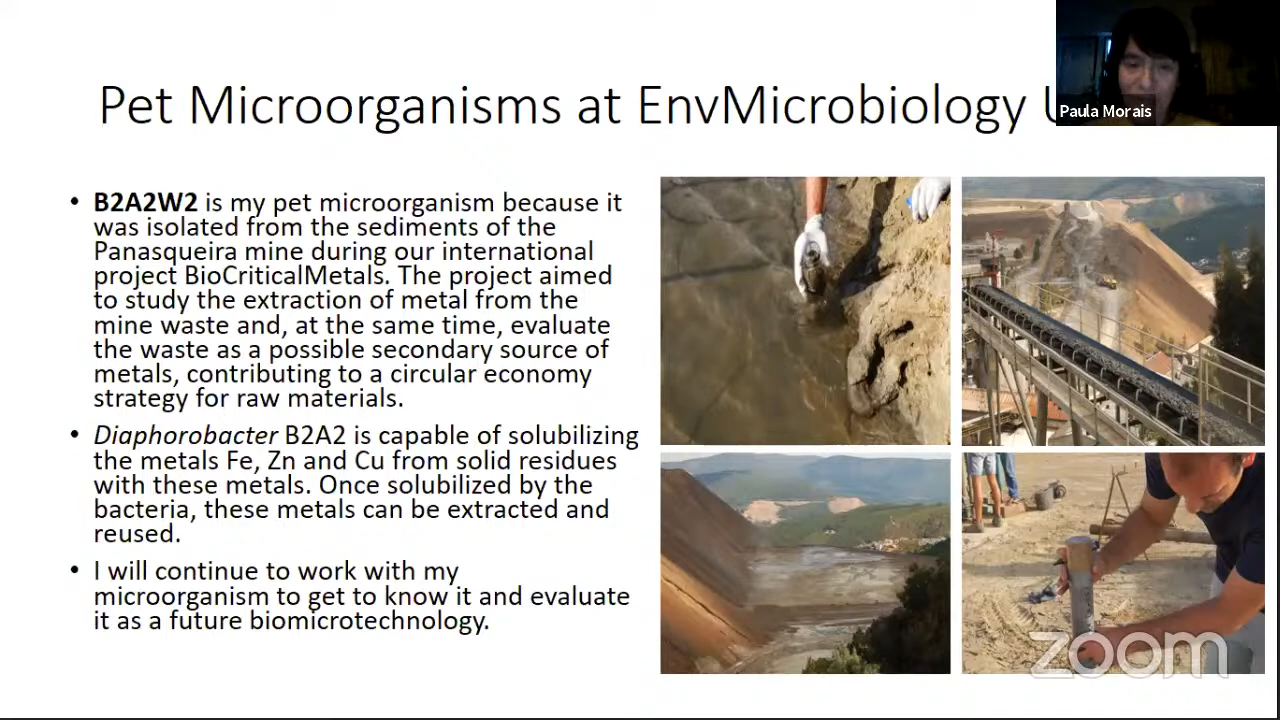 Pet Microorganisms at EnvMicrobiology
Paula Morais
• B2A2W2 is my pet microorganism because it
was isolated from the sediments of the
Panasqueira mine during our international
project BioCriticalMetals. The project aimed
to study the extraction of metal from the
mine waste and, at the same time, evaluate
the waste as a possible secondary source of
metals, contributing to a circular economy
strategy for raw materials.
• Diaphorobacter B2A2 is capable of solubilizing
the metals Fe, Zn and Cu from solid residues
with these metals. Once solubilized by the
bacteria, these metals can be extracted and
reused.
• I will continue to work with my
microorganism to get to know it and evaluate
it as a future biomicrotechnology.
zoom